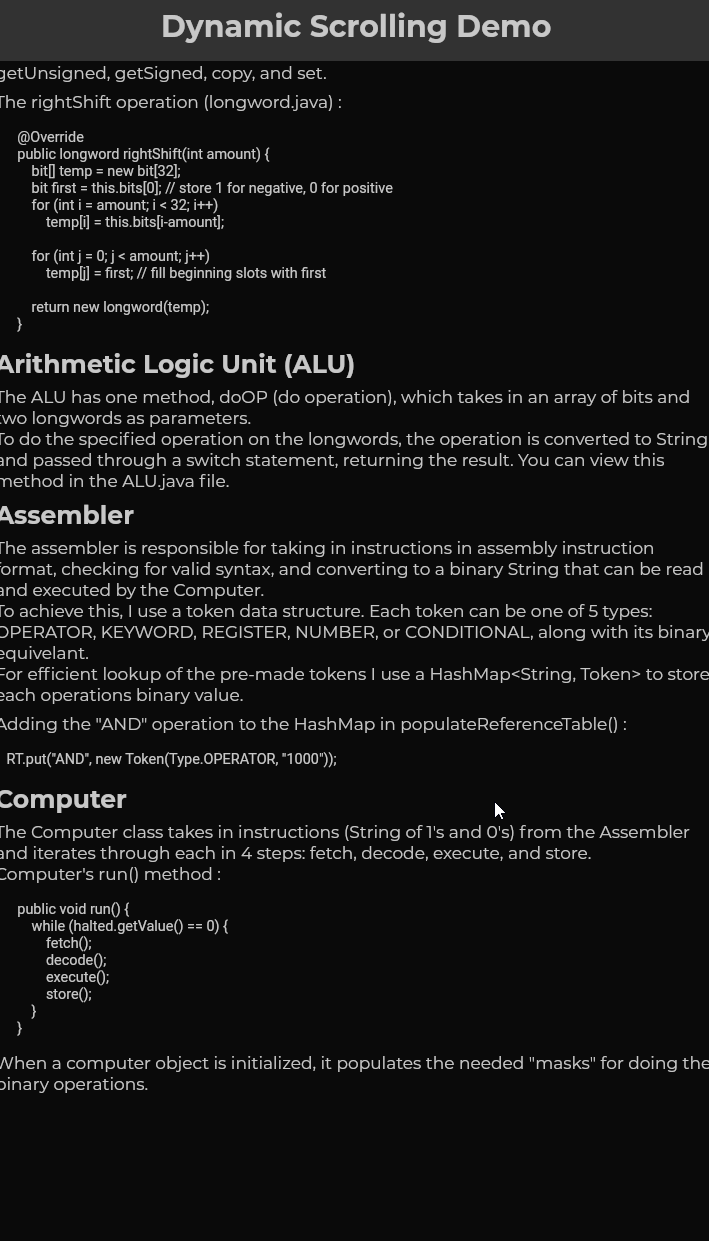 Dynamic Scrolling Demo
getUnsigned, getSigned, copy, and set.
The rightShift operation (longword.java) :
@Override
public longword rightShift(int amount) {
bit[] temp = new bit[32];
bit first = this.bits[0]; // store 1 for negative, 0 for positive
for (int i = amount; i < 32; i++)
temp[i] = this.bits[i-amount];
for (int j = 0; j < amount; j++)
temp[j] = first; // fill beginning slots with first
return new longword(temp);
}
Arithmetic Logic Unit (ALU)
The ALU has one method, doOP (do operation), which takes in an array of bits and
two longwords as parameters.
To do the specified operation on the longwords, the operation is converted to String
and passed through a switch statement, returning the result. You can view this
method in the ALU.java file.
Assembler
The assembler is responsible for taking in instructions in assembly instruction
format, checking for valid syntax, and converting to a binary String that can be read
and executed by the Computer.
To achieve this, I use a token data structure. Each token can be one of 5 types:
OPERATOR, KEYWORD, REGISTER, NUMBER, or CONDITIONAL, along with its binary
equivelant.
For efficient lookup of the pre-made tokens I use a HashMap<String, Token> to store
each operations binary value.
Adding the "AND" operation to the HashMap in populateReferenceTable() :
RT.put("AND", new Token(Type.OPERATOR, "1000"));
Computer
The Computer class takes in instructions (String of 1's and 0's) from the Assembler
and iterates through each in 4 steps: fetch, decode, execute, and store.
Computer's run() method :
public void run() {
while (halted.getValue() == 0) {
fetch();
decode();
execute();
store();
}
}
When a computer object is initialized, it populates the needed "masks" for doing the
binary operations.